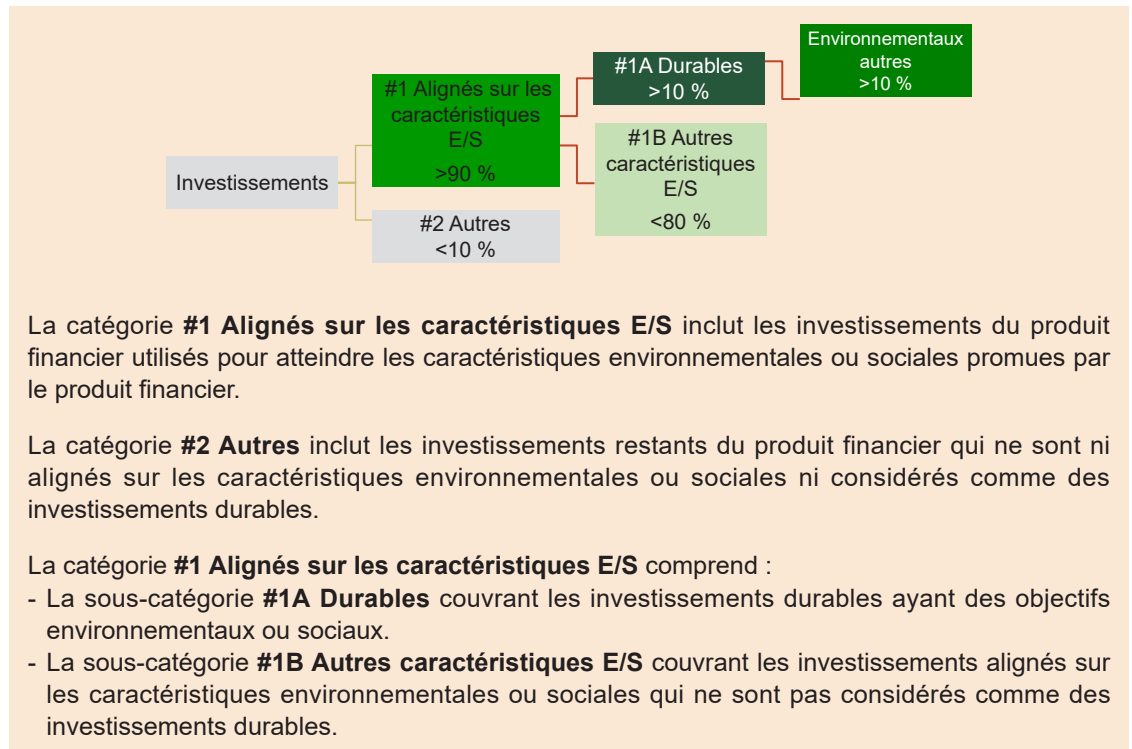 Environnementaux
autres
>10 %
#1A Durables
>10 %
#1 Alignés sur les
caractéristiques
E/S
>90 %
#1B Autres
caractéristiques
E/S
<80 %
Investissements
#2 Autres
<10 %
La catégorie #1 Alignés sur les caractéristiques E/S inclut les investissements du produit
financier utilisés pour atteindre les caractéristiques environnementales ou sociales promues par
le produit financier.
La catégorie #2 Autres inclut les investissements restants du produit financier qui ne sont ni
alignés sur les caractéristiques environnementales ou sociales ni considérés comme des
investissements durables.
La catégorie #1 Alignés sur les caractéristiques E/S comprend :
- La sous-catégorie #1A Durables couvrant les investissements durables ayant des objectifs
environnementaux ou sociaux.
- La sous-catégorie #1B Autres caractéristiques E/S couvrant les investissements alignés sur
les caractéristiques environnementales ou sociales qui ne sont pas considérés comme des
investissements durables.